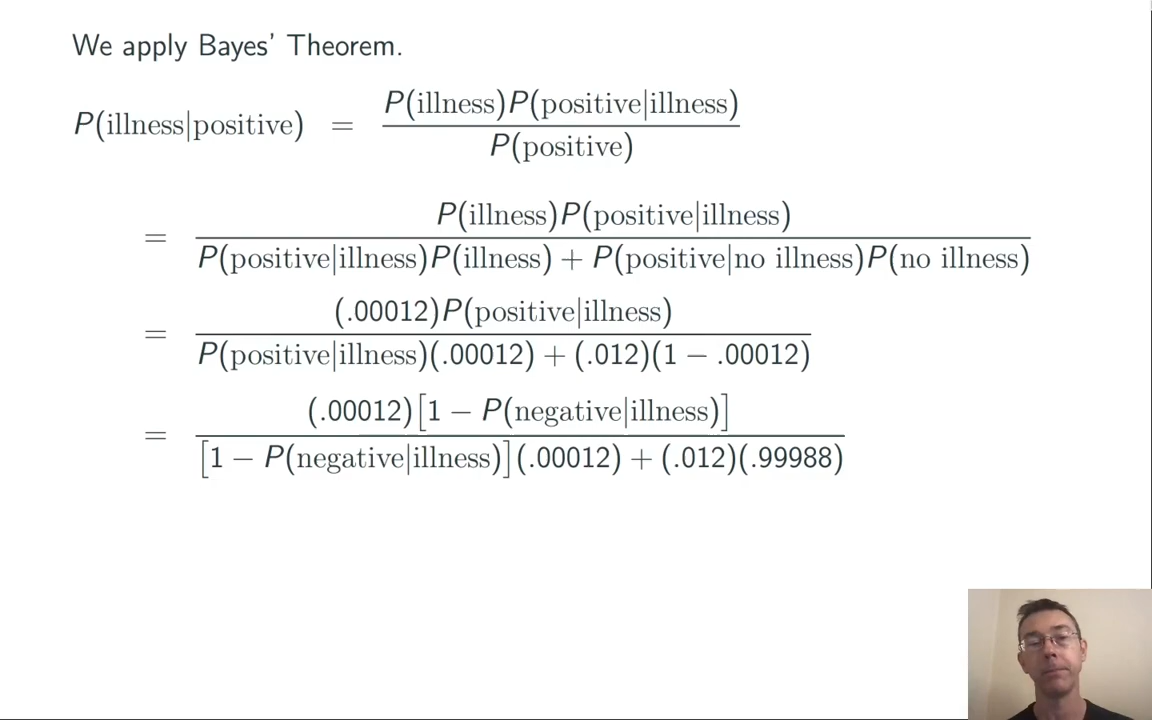 We apply Bayes' Theorem.
P(illness|positive) = P(illness)P(positive|illness) / P(positive)
= P(illness)P(positive|illness) / P(positive|illness)P(illness) + P(positive|no illness)P(no illness)
= (.00012)P(positive|illness) / P(positive|illness)(.00012) + (.012)(1 − .00012)
= (.00012)[1 − P(negative|illness)] / [1 − P(negative|illness)](.00012) + (.012)(.99988)